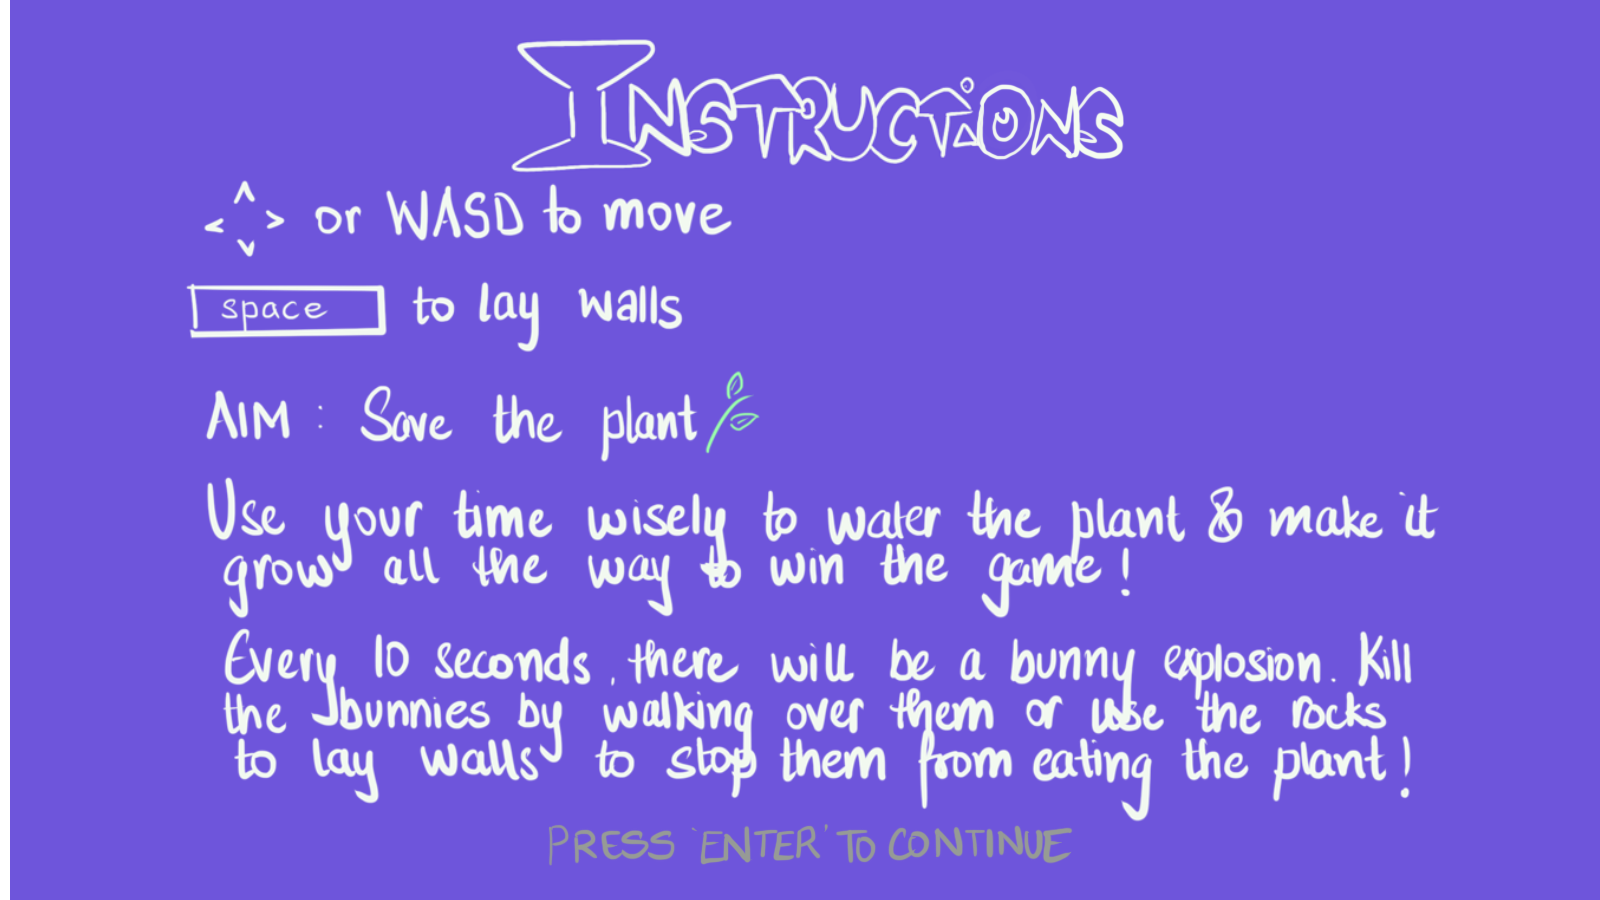 INSTRUCTIONS
^ < > v or WASD to move
space to lay walls
AIM : Save the plant
Use your time wisely to water the plant & make it
grow all the way to win the game!
Every 10 seconds, there will be a bunny explosion. Kill
the bunnies by walking over them or use the rocks
to lay walls to stop them from eating the plant!
PRESS 'ENTER' TO CONTINUE